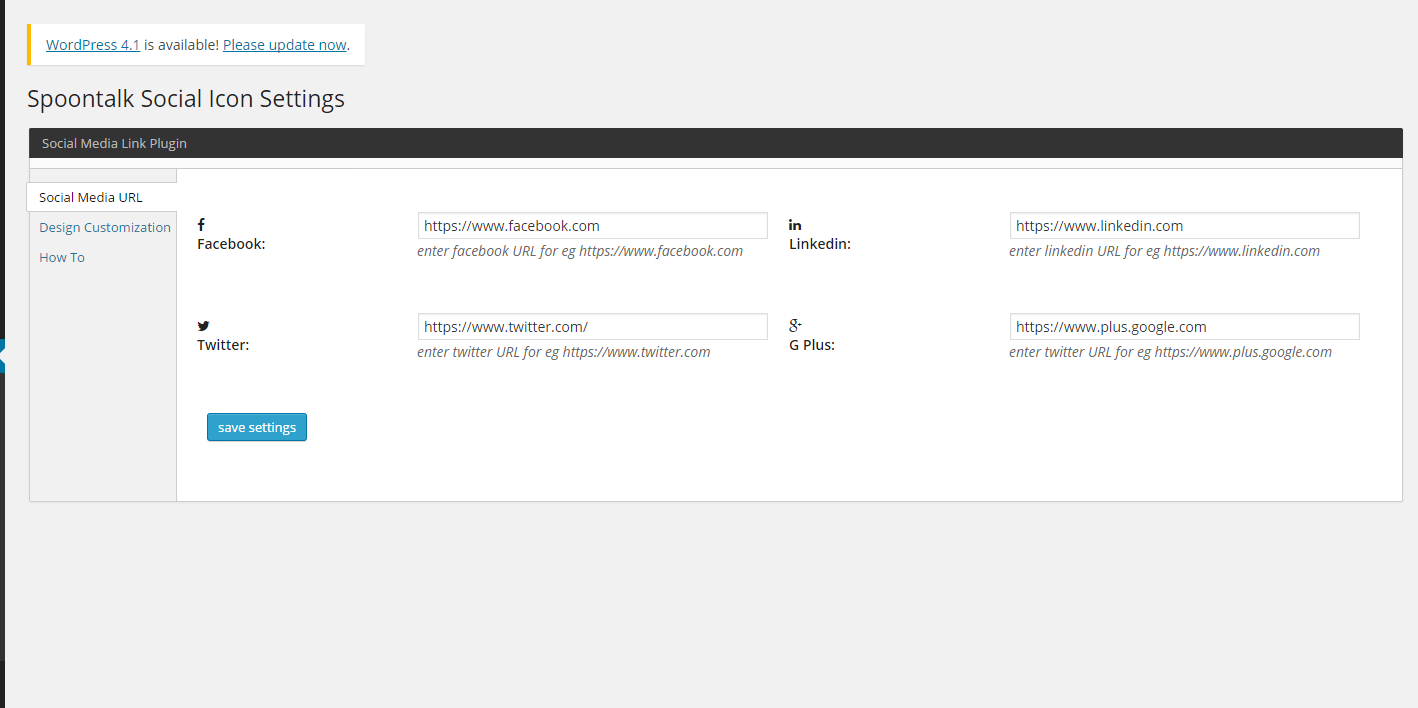 WordPress 4.1 is available! Please update now.
Spoontalk Social Icon Settings
Social Media Link Plugin
Social Media URL
Design Customization
How To
Facebook:
https://www.facebook.com
enter facebook URL for eg https://www.facebook.com
Linkedin:
https://www.linkedin.com
enter linkedin URL for eg https://www.linkedin.com
Twitter:
https://www.twitter.com/
enter twitter URL for eg https://www.twitter.com
G Plus:
https://www.plus.google.com
enter twitter URL for eg https://www.plus.google.com
save settings